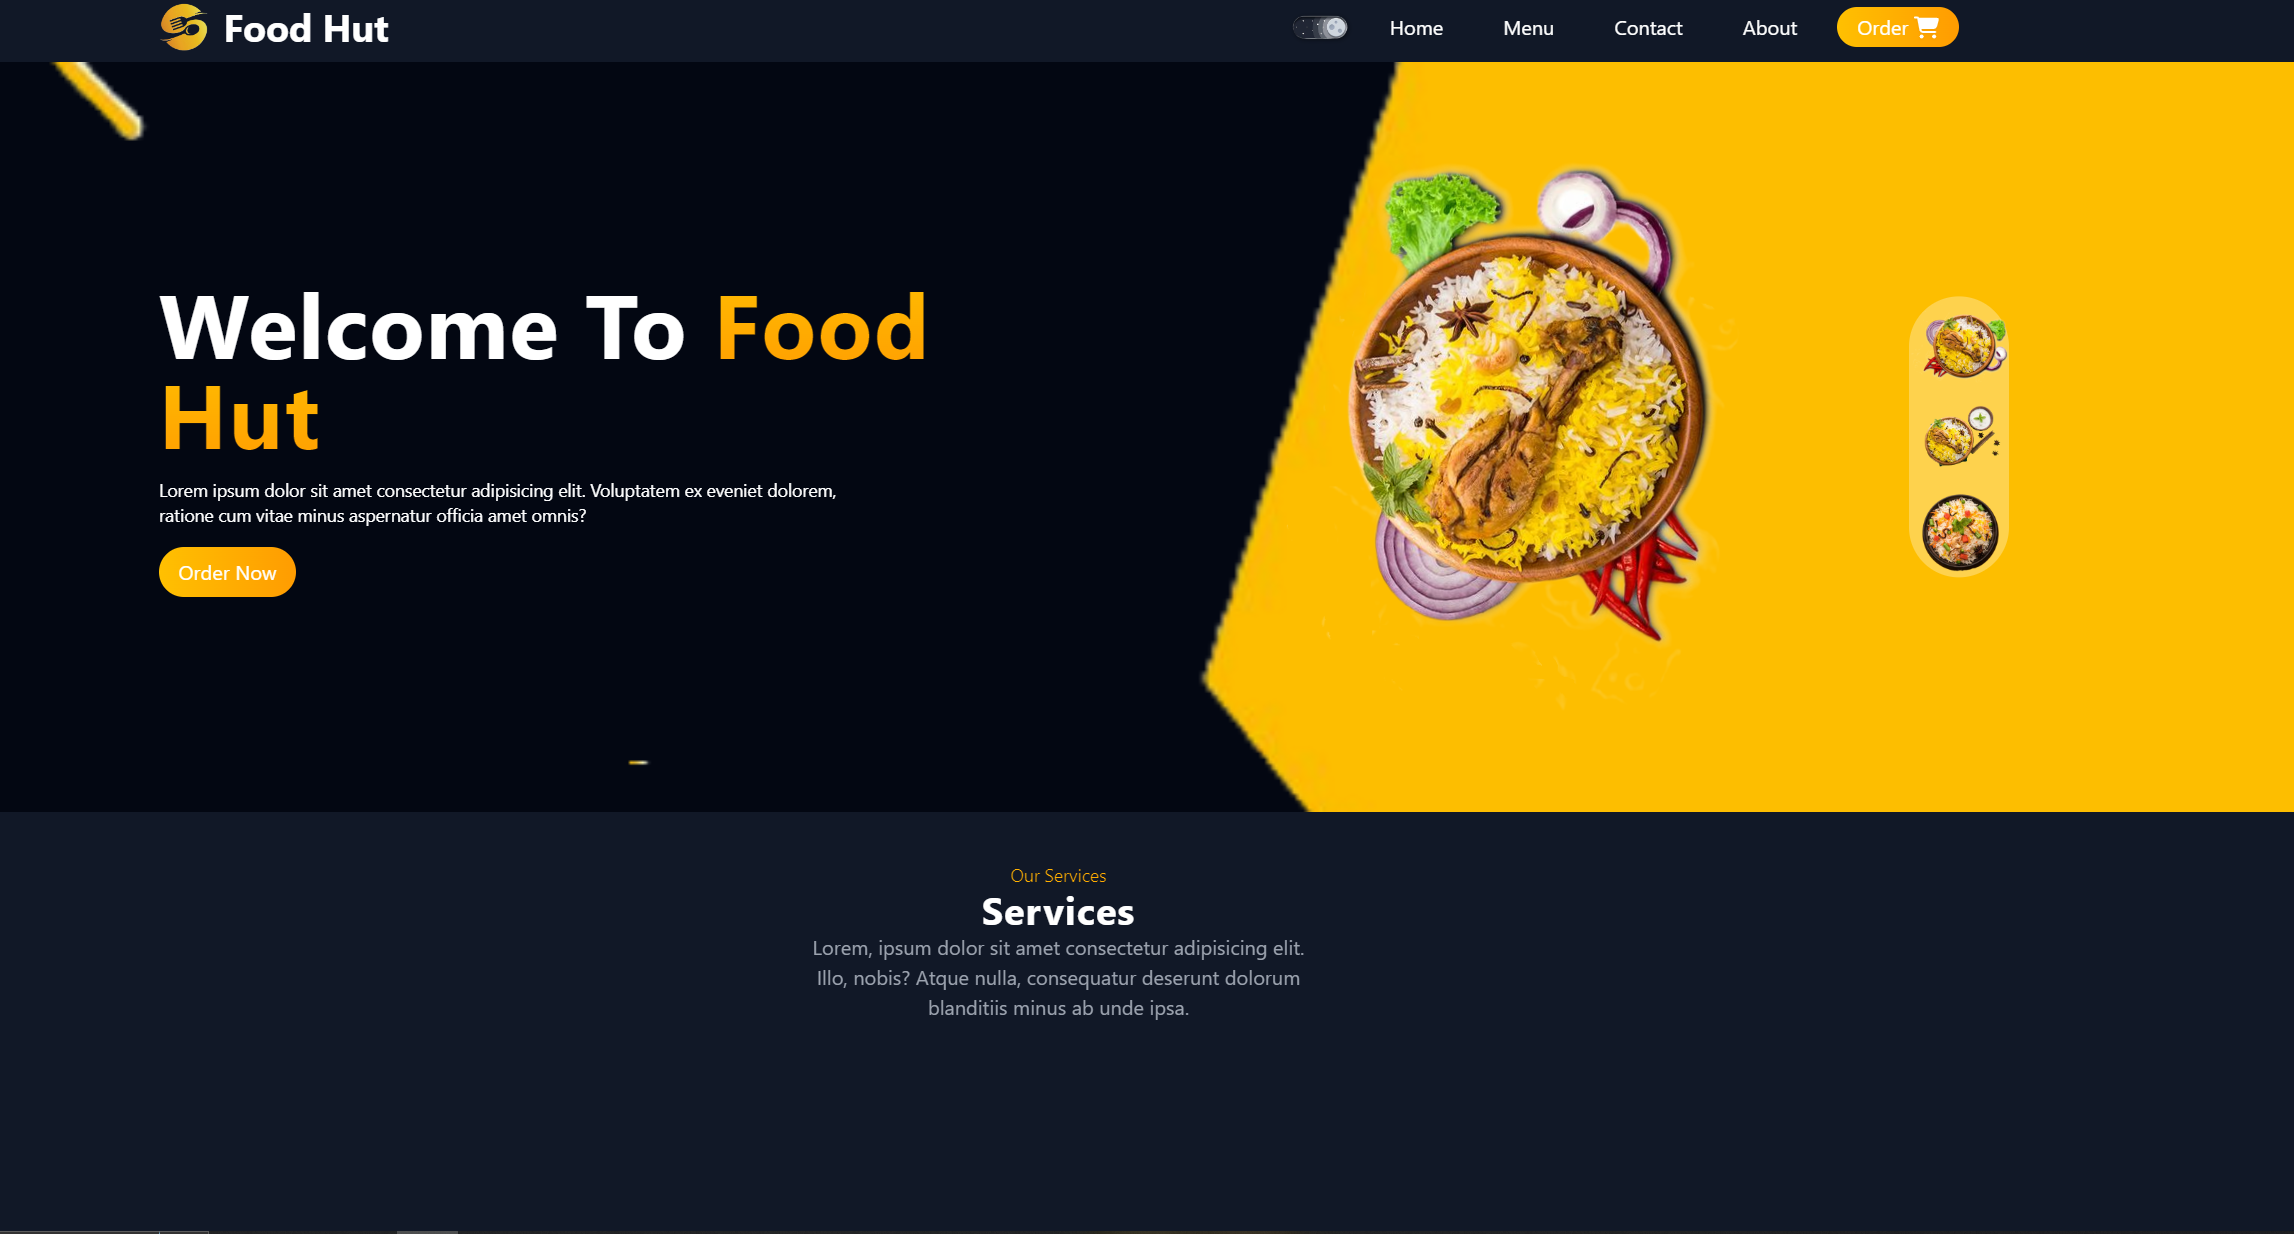 Food Hut
Home
Menu
Contact
About
Order
Welcome To Food
Hut
Lorem ipsum dolor sit amet consectetur adipisicing elit. Voluptatem ex eveniet dolorem,
ratione cum vitae minus aspernatur officia amet omnis?
Order Now
Our Services
Services
Lorem, ipsum dolor sit amet consectetur adipisicing elit.
Illo, nobis? Atque nulla, consequatur deserunt dolorum
blanditiis minus ab unde ipsa.